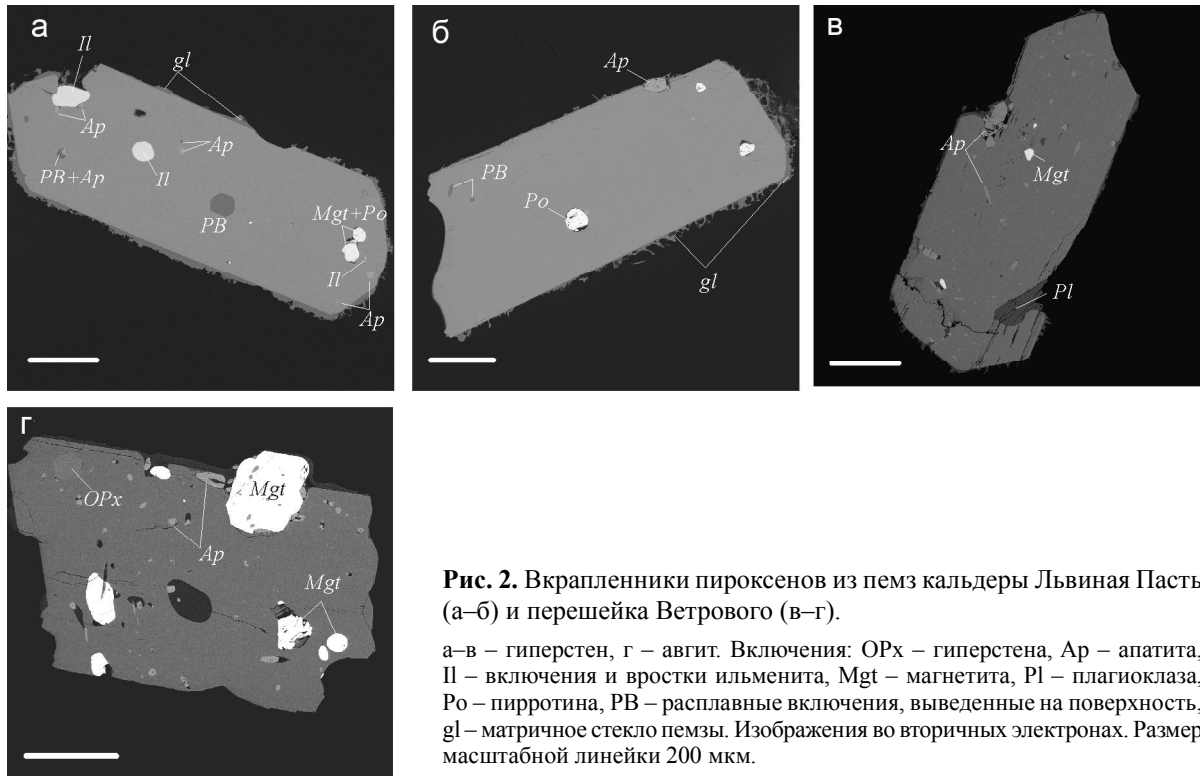 а
Il
gl
Ap
Ap
PB+Ap
Il
PB
Mgt+Po
Il
Ap
б
Ap
PB
Po
gl
в
Ap
Mgt
Pl
г
OPx
Mgt
Ap
Mgt
Рис. 2. Вкрапленники пироксенов из пемз кальдеры Львиная Пасть
(а–б) и перешейка Ветрового (в–г).
а–в – гиперстен, г – авгит. Включения: OPx – гиперстена, Ap – апатита,
Il – включения и вростки ильменита, Mgt – магнетита, Pl – плагиоклаза,
Po – пирротина, РВ – расплавные включения, выведенные на поверхность,
gl – матричное стекло пемзы. Изображения во вторичных электронах. Размер
масштабной линейки 200 мкм.